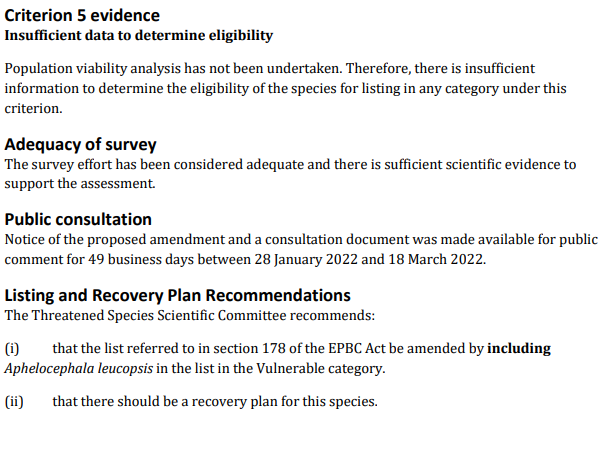 Criterion 5 evidence
Insufficient data to determine eligibility
Population viability analysis has not been undertaken. Therefore, there is insufficient
information to determine the eligibility of the species for listing in any category under this
criterion.
Adequacy of survey
The survey effort has been considered adequate and there is sufficient scientific evidence to
support the assessment.
Public consultation
Notice of the proposed amendment and a consultation document was made available for public
comment for 49 business days between 28 January 2022 and 18 March 2022.
Listing and Recovery Plan Recommendations
The Threatened Species Scientific Committee recommends:
(i) that the list referred to in section 178 of the EPBC Act be amended by including
Aphelocephala leucopsis in the list in the Vulnerable category.
(ii) that there should be a recovery plan for this species.